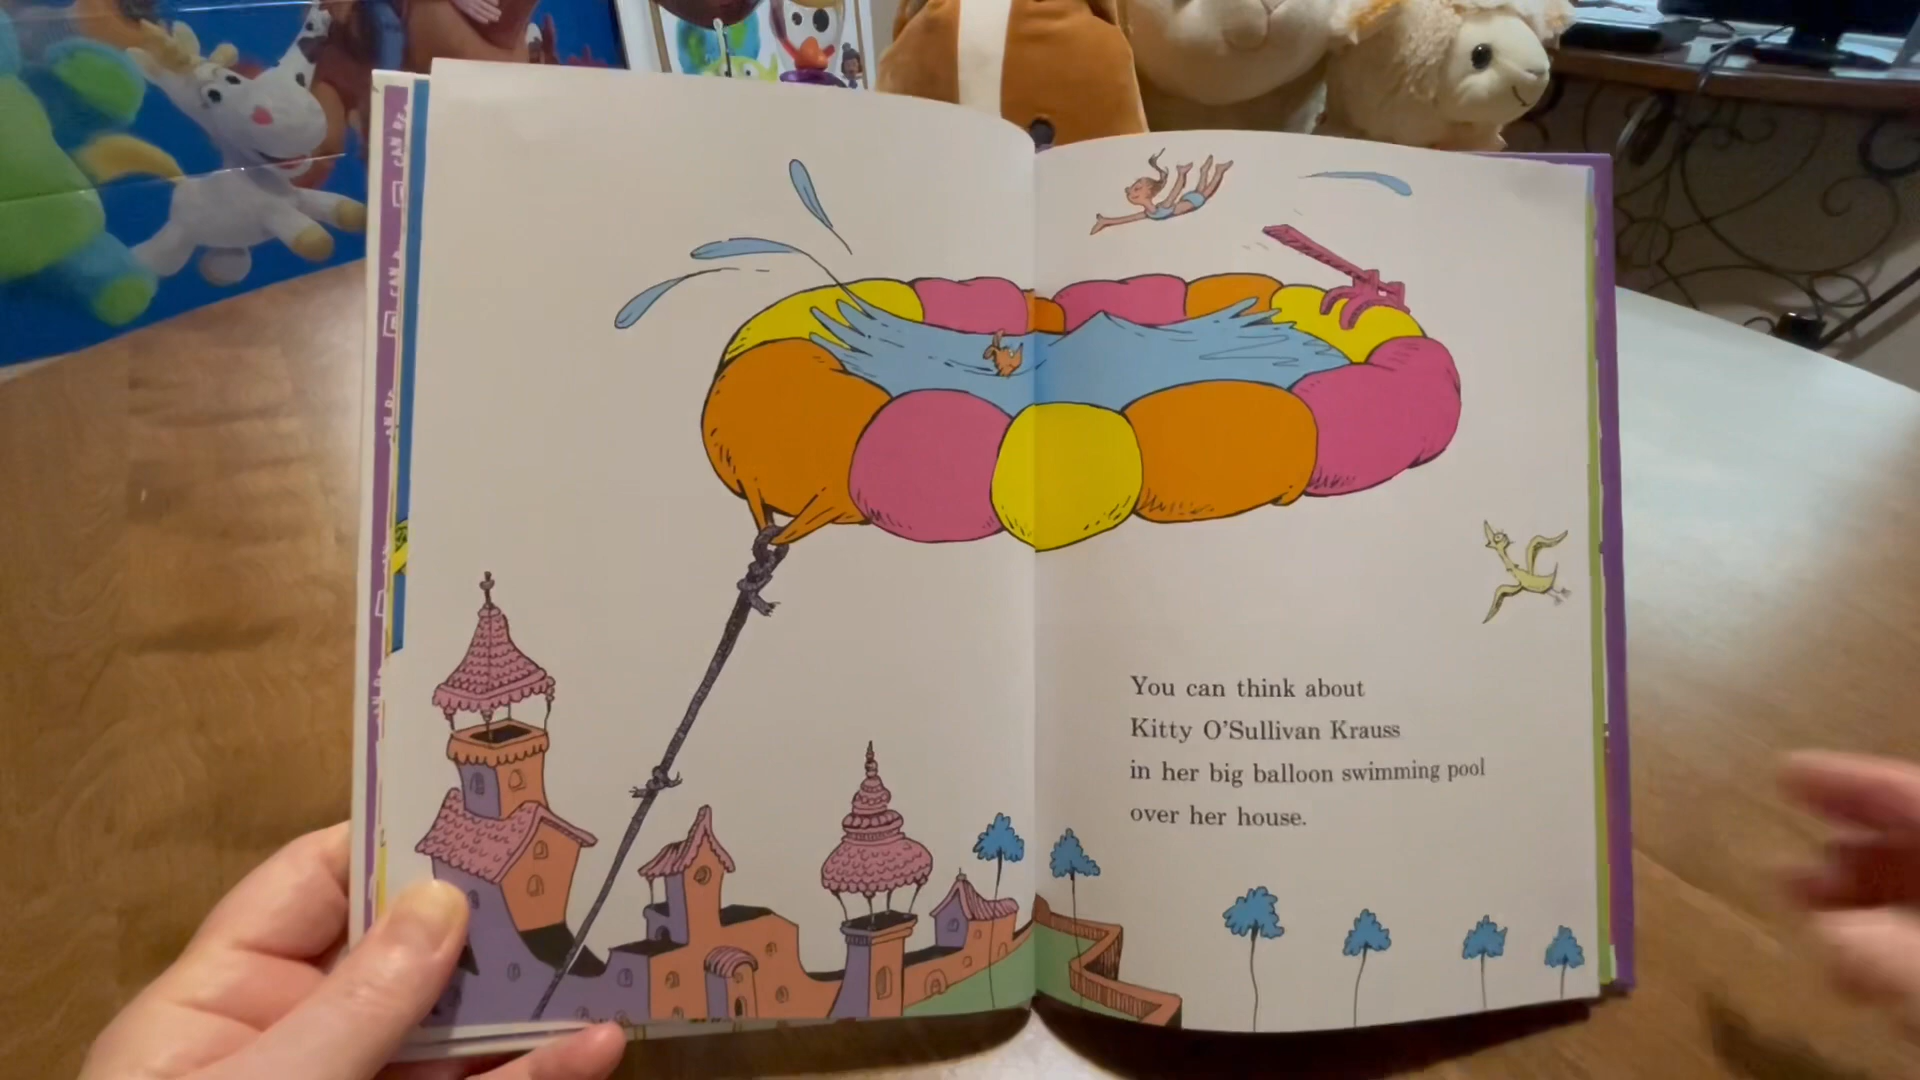 You can think about
Kitty O'Sullivan Krauss
in her big balloon swimming pool
over her house.